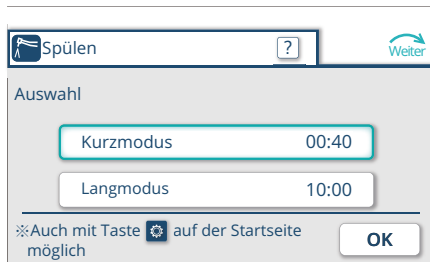 Spülen ? Weiter
Auswahl
Kurzmodus 00:40
Langmodus 10:00
※Auch mit Taste auf der Startseite
möglich
OK